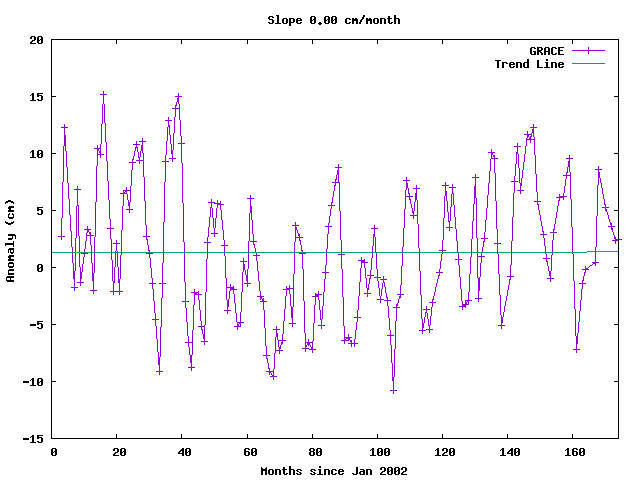 Slope 0.00 cm/month
GRACE
Trend Line
20
15
10
5
0
-5
-10
-15
Anomaly (cm)
0 20 40 60 80 100 120 140 160
Months since Jan 2002